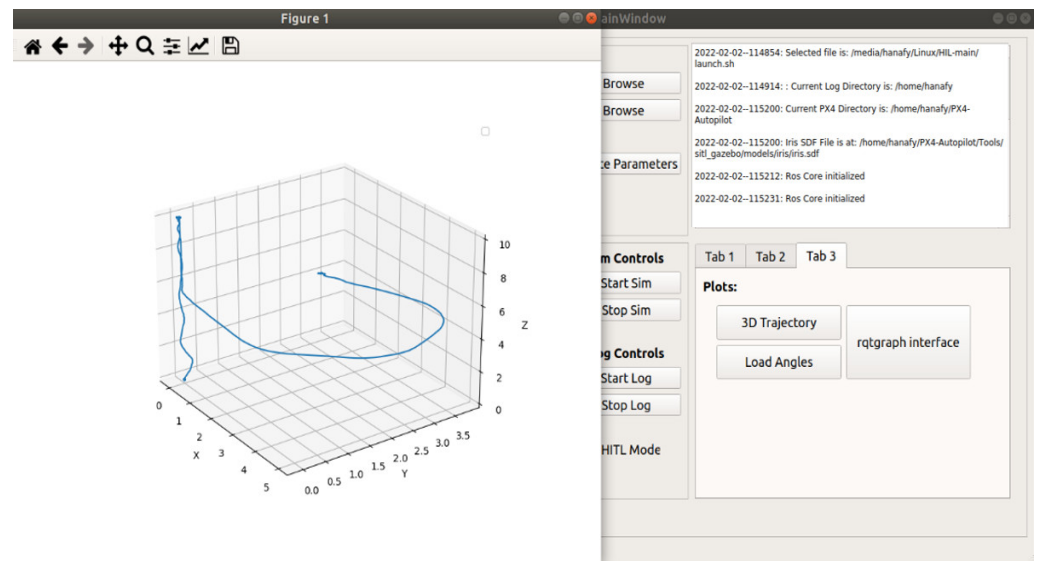 Figure 1
ainWindow
10
8
6
4
2
0
Z
0
1
2
3
4
5
X
0.0
0.5
1.0
1.5
2.0
2.5
3.0
3.5
Y
Browse
Browse
te Parameters
m Controls
Start Sim
Stop Sim
og Controls
Start Log
Stop Log
HITL Mode
2022-02-02--114854: Selected file is: /media/hanafy/Linux/HIL-main/
launch.sh
2022-02-02--114914: : Current Log Directory is: /home/hanafy
2022-02-02--115200: Current PX4 Directory is: /home/hanafy/PX4-
Autopilot
2022-02-02--115200: Iris SDF File is at: /home/hanafy/PX4-Autopilot/Tools/
sitl_gazebo/models/iris/iris.sdf
2022-02-02--115212: Ros Core initialized
2022-02-02--115231: Ros Core initialized
Tab 1 Tab 2 Tab 3
Plots:
3D Trajectory
Load Angles
rqtgraph interface